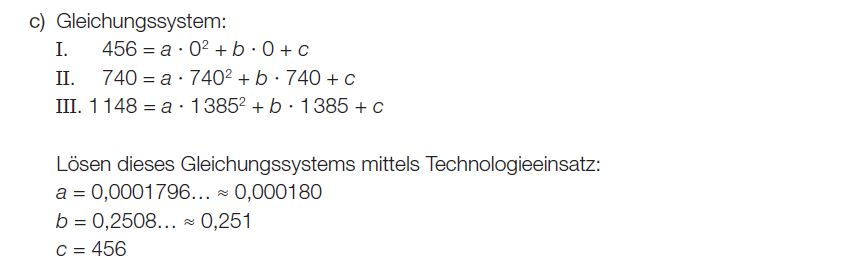 c) Gleichungssystem:
I. 456 = a · 0² + b · 0 + c
II. 740 = a · 740² + b · 740 + c
III. 1 148 = a · 1 385² + b · 1 385 + c
Lösen dieses Gleichungssystems mittels Technologieeinsatz:
a = 0,0001796... ≈ 0,000180
b = 0,2508... ≈ 0,251
c = 456